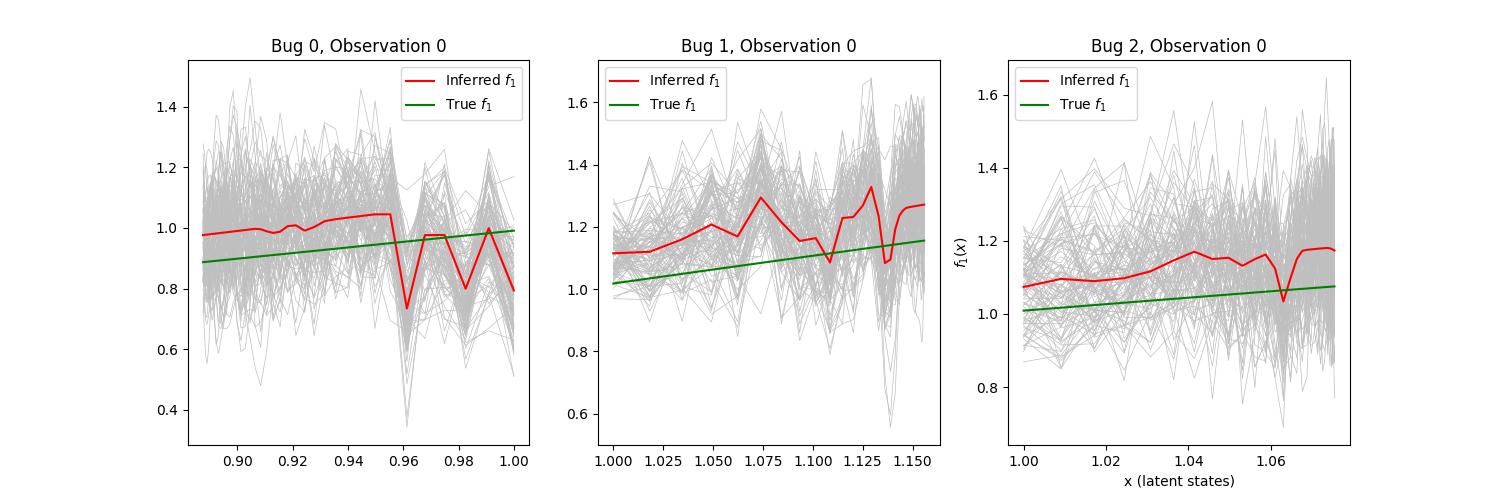 Bug 0, Observation 0
Inferred f₁
True f₁
1.4
1.2
1.0
0.8
0.6
0.4
0.90 0.92 0.94 0.96 0.98 1.00
Bug 1, Observation 0
Inferred f₁
True f₁
1.6
1.4
1.2
1.0
0.8
0.6
1.000 1.025 1.050 1.075 1.100 1.125 1.150
Bug 2, Observation 0
Inferred f₁
True f₁
f₁(x)
1.6
1.4
1.2
1.0
0.8
1.00 1.02 1.04 1.06
x (latent states)